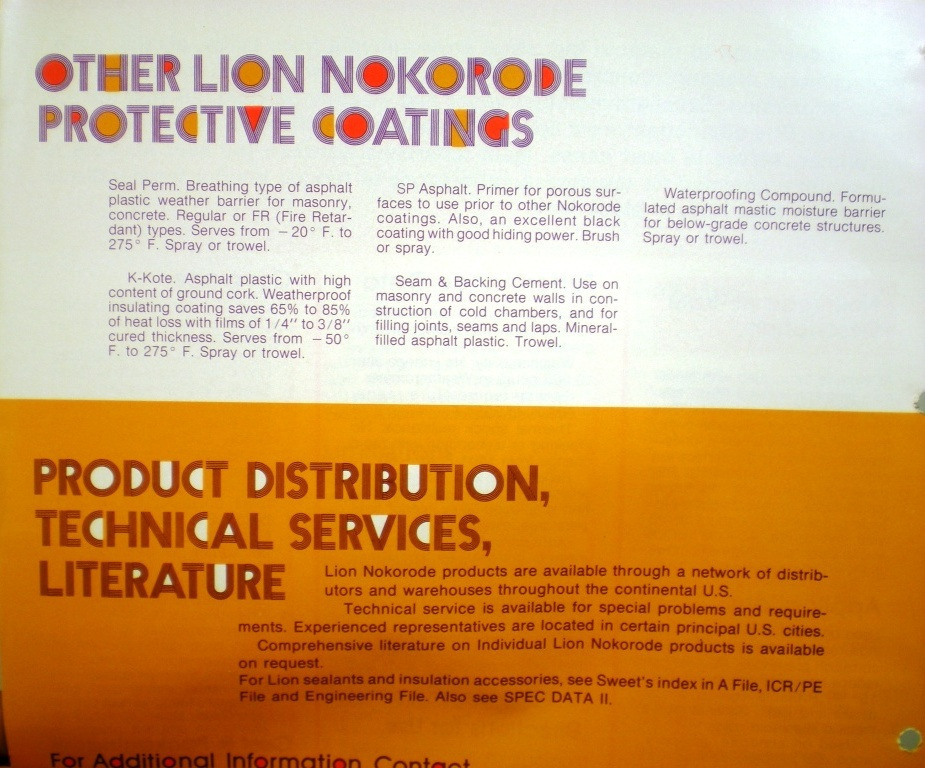 OTHER LION NOKORODE
PROTECTIVE COATINGS
Seal Perm. Breathing type of asphalt
plastic weather barrier for masonry,
concrete. Regular or FR (Fire Retar-
dant) types. Serves from −20° F. to
275° F. Spray or trowel.
K-Kote. Asphalt plastic with high
content of ground cork. Weatherproof
insulating coating saves 65% to 85%
of heat loss with films of 1/4'' to 3/8''
cured thickness. Serves from −50°
F. to 275° F. Spray or trowel.
SP Asphalt. Primer for porous sur-
faces to use prior to other Nokorode
coatings. Also, an excellent black
coating with good hiding power. Brush
or spray.
Seam & Backing Cement. Use on
masonry and concrete walls in con-
struction of cold chambers, and for
filling joints, seams and laps. Mineral-
filled asphalt plastic. Trowel.
Waterproofing Compound. Formu-
lated asphalt mastic moisture barrier
for below-grade concrete structures.
Spray or trowel.
PRODUCT DISTRIBUTION,
TECHNICAL SERVICES,
LITERATURE
Lion Nokorode products are available through a network of distrib-
utors and warehouses throughout the continental U.S.
Technical service is available for special problems and require-
ments. Experienced representatives are located in certain principal U.S. cities.
Comprehensive literature on Individual Lion Nokorode products is available
on request.
For Lion sealants and insulation accessories, see Sweet's index in A File, ICR/PE
File and Engineering File. Also see SPEC DATA II.
For Additional Information Contact